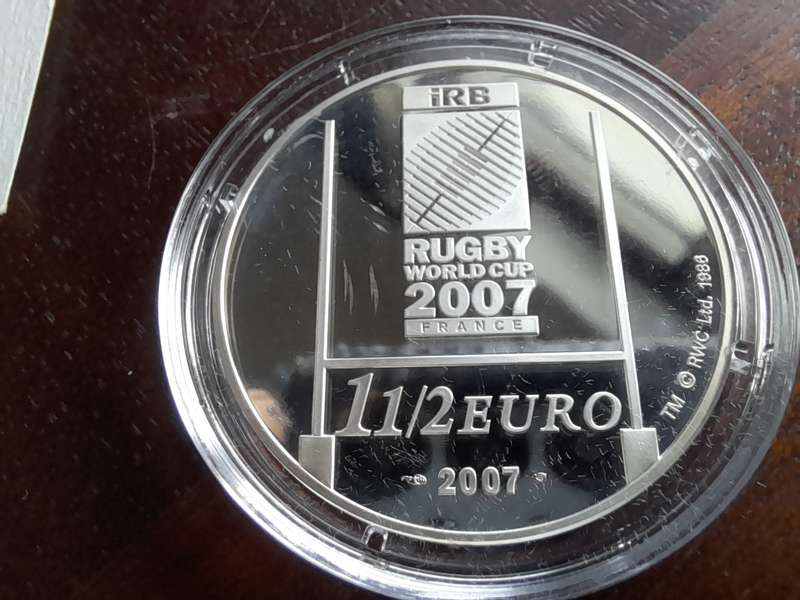 iRB
RUGBY
WORLD CUP
2007
FRANCE
11/2EURO
2007
TM © RWC Ltd. 1986